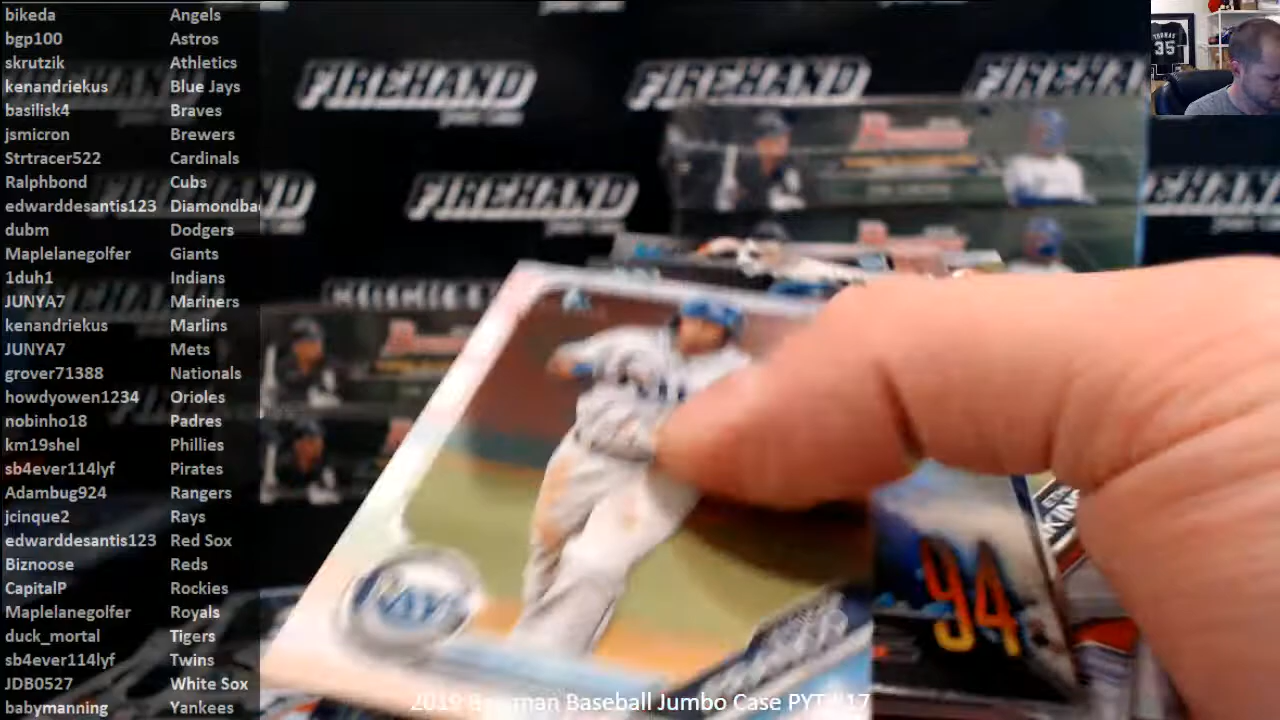 bikeda Angels
bgp100 Astros
skrutzik Athletics
kenandriekus Blue Jays
basilisk4 Braves
jsmicron Brewers
Strtracer522 Cardinals
Ralphbond Cubs
edwarddesantis123 Diamondba
dubm Dodgers
Maplelanegolfer Giants
1duh1 Indians
JUNYA7 Mariners
kenandriekus Marlins
JUNYA7 Mets
grover71388 Nationals
howdyowen1234 Orioles
nobinho18 Padres
km19shel Phillies
sb4ever114lyf Pirates
Adambug924 Rangers
jcinque2 Rays
edwarddesantis123 Red Sox
Biznoose Reds
CapitalP Rockies
Maplelanegolfer Royals
duck_mortal Tigers
sb4ever114lyf Twins
JDB0527 White Sox
babymanning Yankees
FIREHAND
FIREHAND
FIREHA
FIREHAND
THOMAS
35
RAYS
94
2019 Bowman Baseball Jumbo Case PYT #17